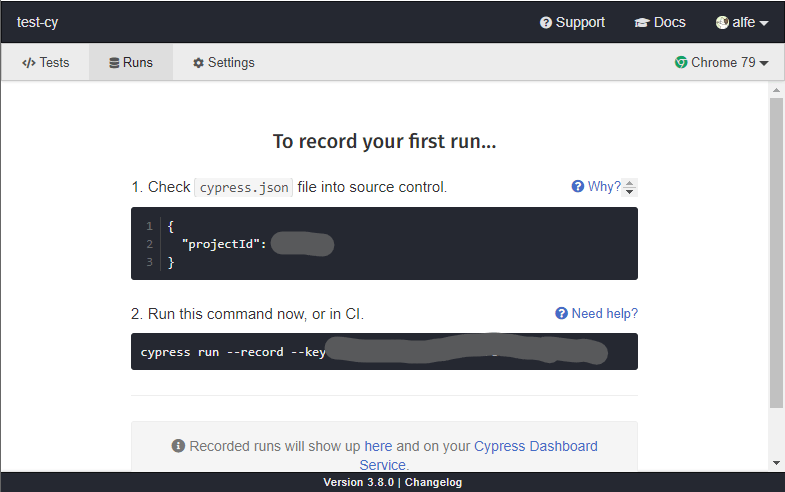 test-cy Support Docs alfe
Tests Runs Settings Chrome 79
To record your first run...
1. Check cypress.json file into source control. Why?
1 {
2 "projectId":
3 }
2. Run this command now, or in CI. Need help?
cypress run --record --key
Recorded runs will show up here and on your Cypress Dashboard
Service.
Version 3.8.0 | Changelog